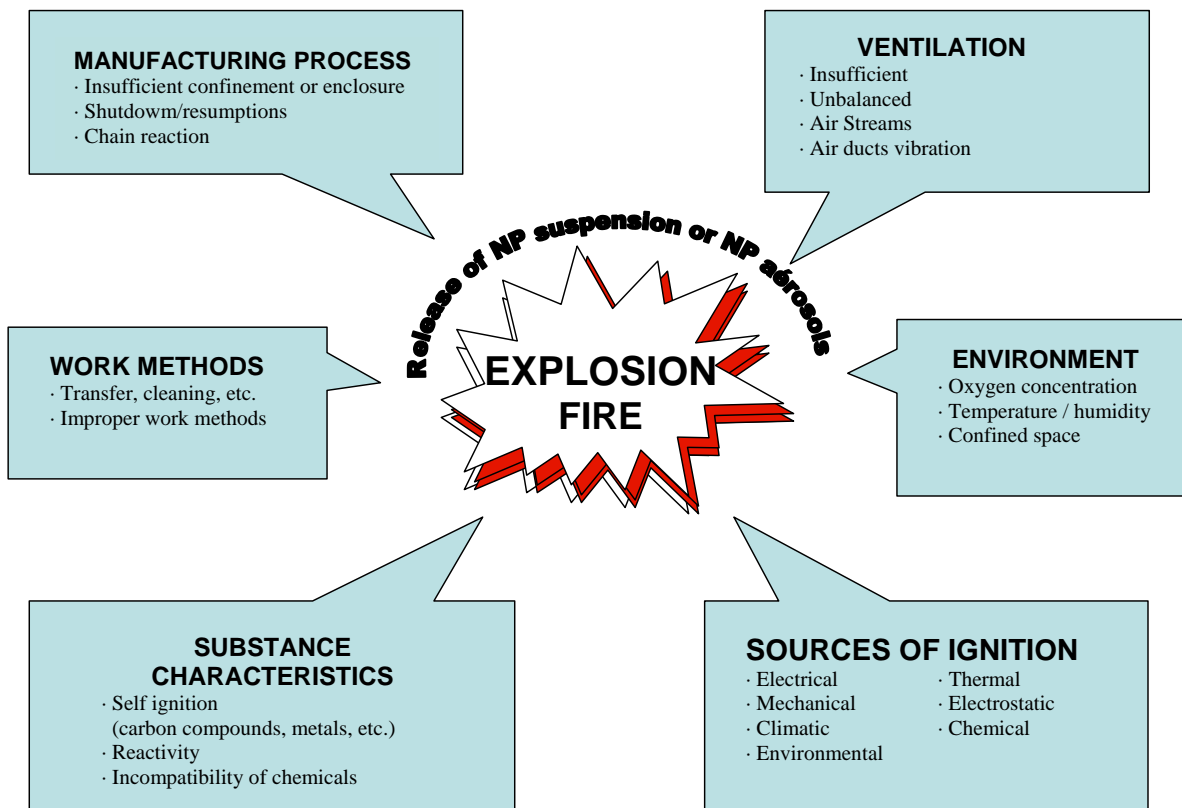 MANUFACTURING PROCESS
· Insufficient confinement or enclosure
· Shutdowm/resumptions
· Chain reaction
VENTILATION
· Insufficient
· Unbalanced
· Air Streams
· Air ducts vibration
Release of NP suspension or NP aérosols
WORK METHODS
· Transfer, cleaning, etc.
· Improper work methods
EXPLOSION
FIRE
ENVIRONMENT
· Oxygen concentration
· Temperature / humidity
· Confined space
SUBSTANCE
CHARACTERISTICS
· Self ignition
(carbon compounds, metals, etc.)
· Reactivity
· Incompatibility of chemicals
SOURCES OF IGNITION
· Electrical
· Mechanical
· Climatic
· Environmental
· Thermal
· Electrostatic
· Chemical